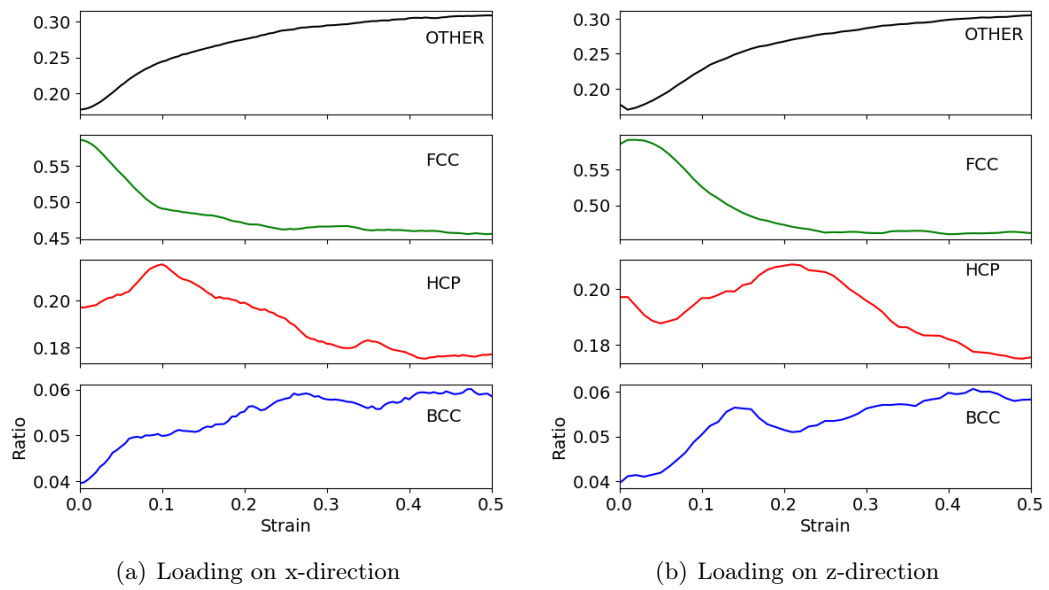 0.30
0.25
0.20
OTHER
0.55
0.50
0.45
FCC
0.20
0.18
HCP
0.06
0.05
0.04
BCC
Ratio
0.0 0.1 0.2 0.3 0.4 0.5
Strain
(a) Loading on x-direction
0.30
0.25
0.20
OTHER
0.55
0.50
FCC
0.20
0.18
HCP
0.06
0.05
0.04
BCC
Ratio
0.0 0.1 0.2 0.3 0.4 0.5
Strain
(b) Loading on z-direction